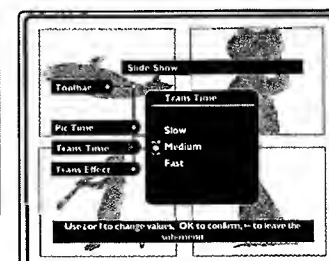 Slide Show
Toolbar
Trans Time
Pic Time
Trans Time
Trans Effect
Slow
Medium
Fast
Use ↕ or ↕ to change values, OK to confirm, ← to leave the
submenu